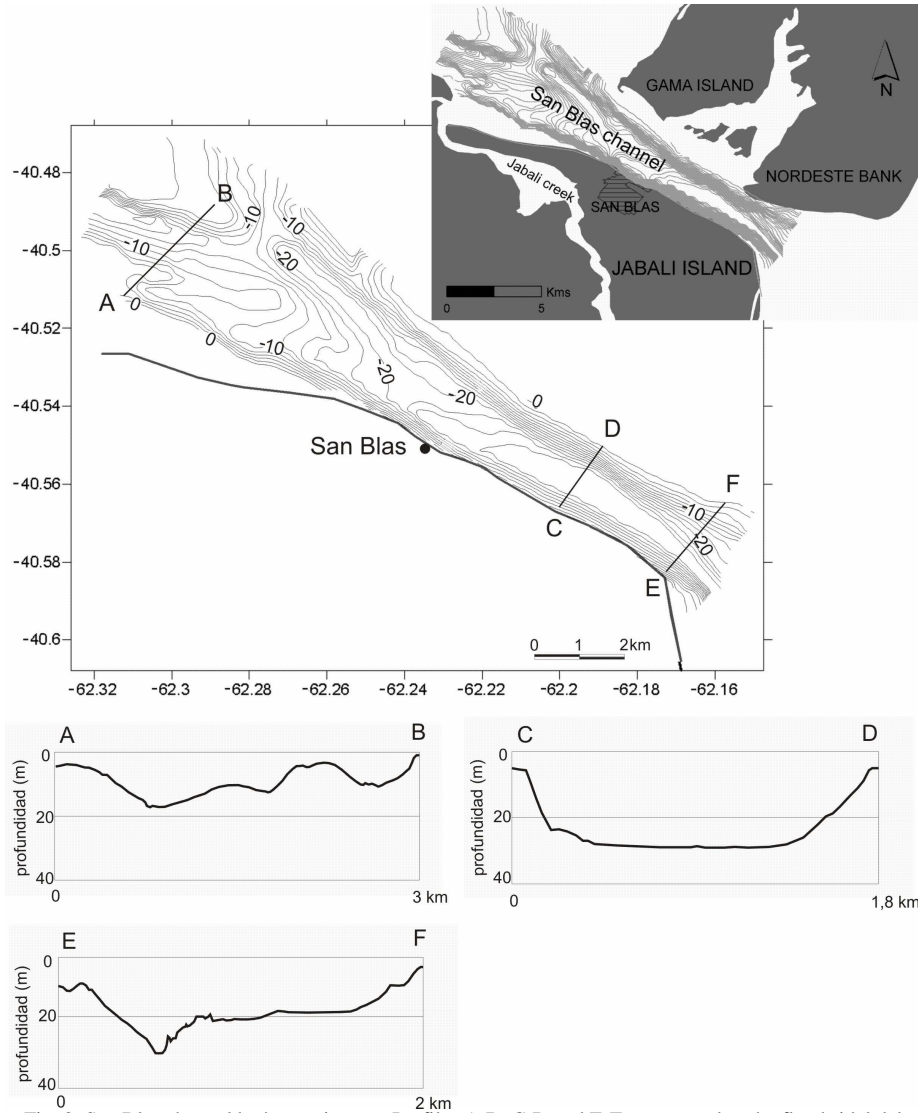 GAMA ISLAND
N
San Blas channel
NORDESTE BANK
Jabali creek
SAN BLAS
JABALI ISLAND
Kms
0 5
-40.48
-40.5
-40.52
-40.54
-40.56
-40.58
-40.6
B
-10
-10
-10
-20
A
0
0
-10
-20
-20
0
San Blas
D
C
F
-10
-20
E
0 1 2km
-62.32 -62.3 -62.28 -62.26 -62.24 -62.22 -62.2 -62.18 -62.16
A B
profundidad (m)
0
20
40
0 3 km
C D
profundidad (m)
0
20
40
0 1,8 km
E F
profundidad (m)
0
20
40
0 2 km